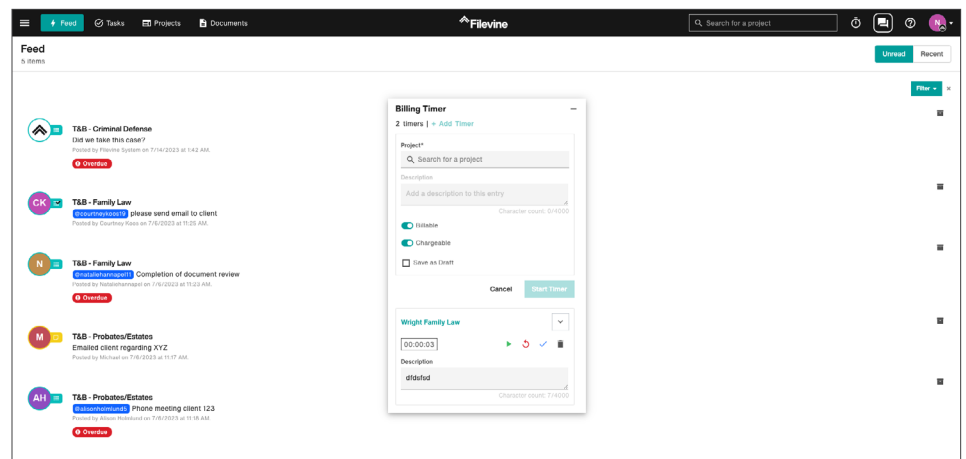 Feed
Tasks
Projects
Documents
Filevine
Search for a project
N
Feed
5 items
Unread
Recent
Filter
×
T&B - Criminal Defense
Did we take this case?
Posted by Filevine System on 7/14/2023 at 1:42 AM.
Overdue
CK
T&B - Family Law
@courtneykoos19 please send email to client
Posted by Courtney Koos on 7/6/2023 at 11:25 AM.
N
T&B - Family Law
@nataliehannapel11 Completion of document review
Posted by Nataliehannapel on 7/6/2023 at 11:23 AM.
Overdue
M
T&B - Probates/Estates
Emailed client regarding XYZ
Posted by Michael on 7/6/2023 at 11:17 AM.
AH
T&B - Probates/Estates
@alisonholmlund5 Phone meeting client 123
Posted by Alison Holmlund on 7/6/2023 at 11:16 AM.
Overdue
Billing Timer
2 timers | + Add Timer
Project*
Search for a project
Description
Add a description to this entry
Character count: 0/4000
Billable
Chargeable
Save as Draft
Cancel
Start Timer
Wright Family Law
00:00:03
Description
dfdsfsd
Character count: 7/4000